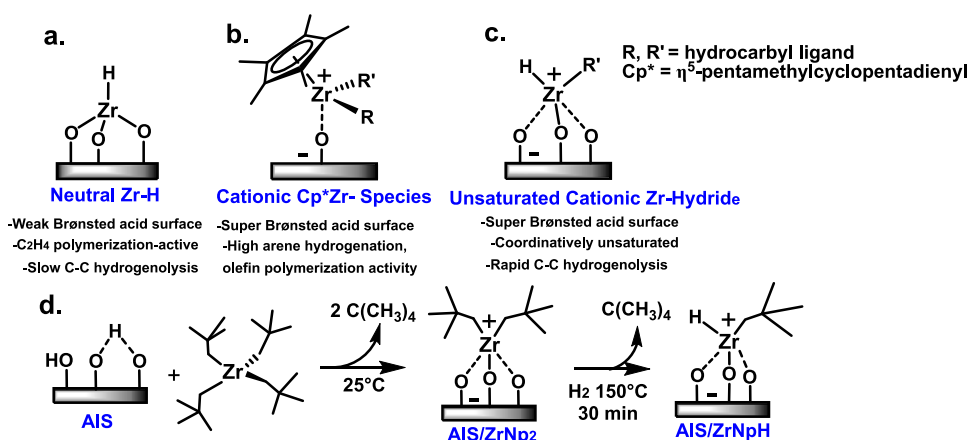 a.
H
Zr
O
O
O
Neutral Zr-H
-Weak Brønsted acid surface
-C2H4 polymerization-active
-Slow C-C hydrogenolysis
b.
R'
+
Zr
R
O
-
Cationic Cp*Zr- Species
-Super Brønsted acid surface
-High arene hydrogenation,
olefin polymerization activity
c.
H
R'
+
Zr
O
O
O
-
Unsaturated Cationic Zr-Hydride
-Super Brønsted acid surface
-Coordinatively unsaturated
-Rapid C-C hydrogenolysis
R, R' = hydrocarbyl ligand
Cp* = η5-pentamethylcyclopentadienyl
d.
H
HO
O
O
AlS
+
Zr
2 C(CH3)4
25°C
+
Zr
O
O
O
-
AlS/ZrNp2
C(CH3)4
H2 150°C
30 min
H
+
Zr
O
O
O
-
AlS/ZrNpH